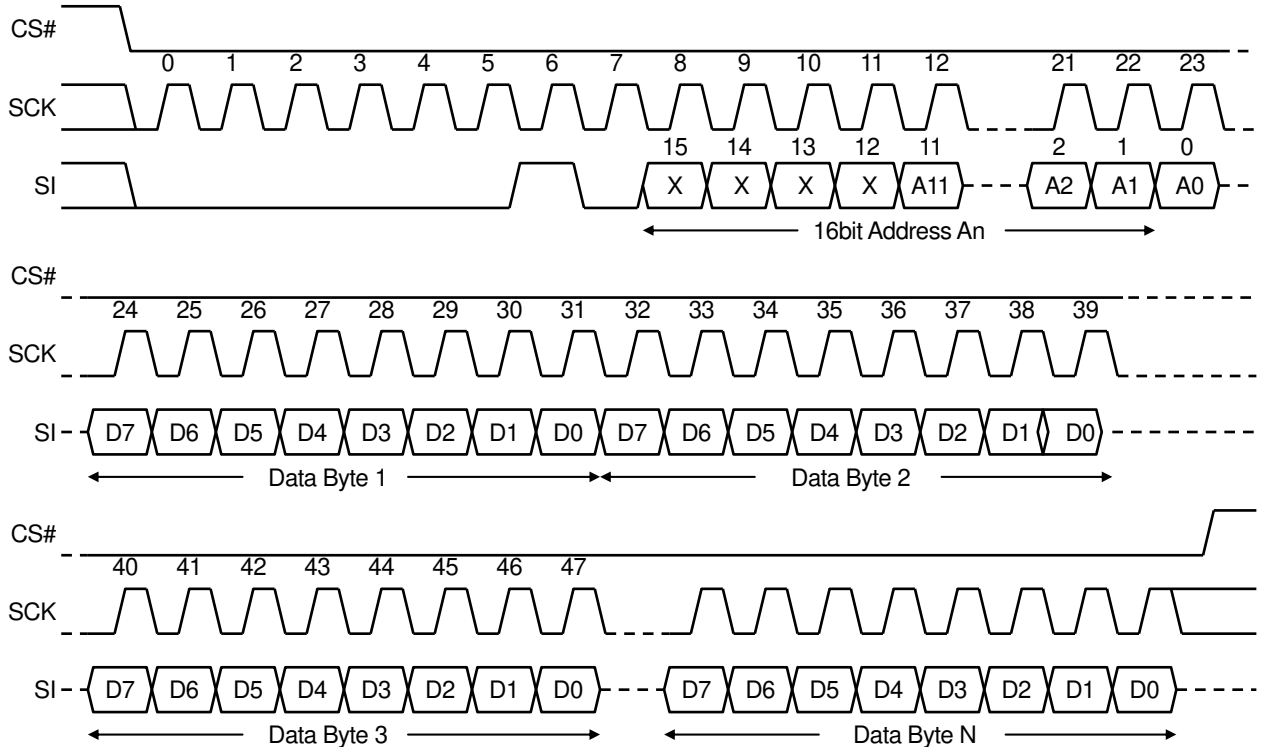 CS#
0 1 2 3 4 5 6 7 8 9 10 11 12 21 22 23
SCK
15 14 13 12 11 2 1 0
SI X X X X A11 A2 A1 A0
16bit Address An
CS#
24 25 26 27 28 29 30 31 32 33 34 35 36 37 38 39
SCK
SI D7 D6 D5 D4 D3 D2 D1 D0 D7 D6 D5 D4 D3 D2 D1 D0
Data Byte 1 Data Byte 2
CS#
40 41 42 43 44 45 46 47
SCK
SI D7 D6 D5 D4 D3 D2 D1 D0 D7 D6 D5 D4 D3 D2 D1 D0
Data Byte 3 Data Byte N